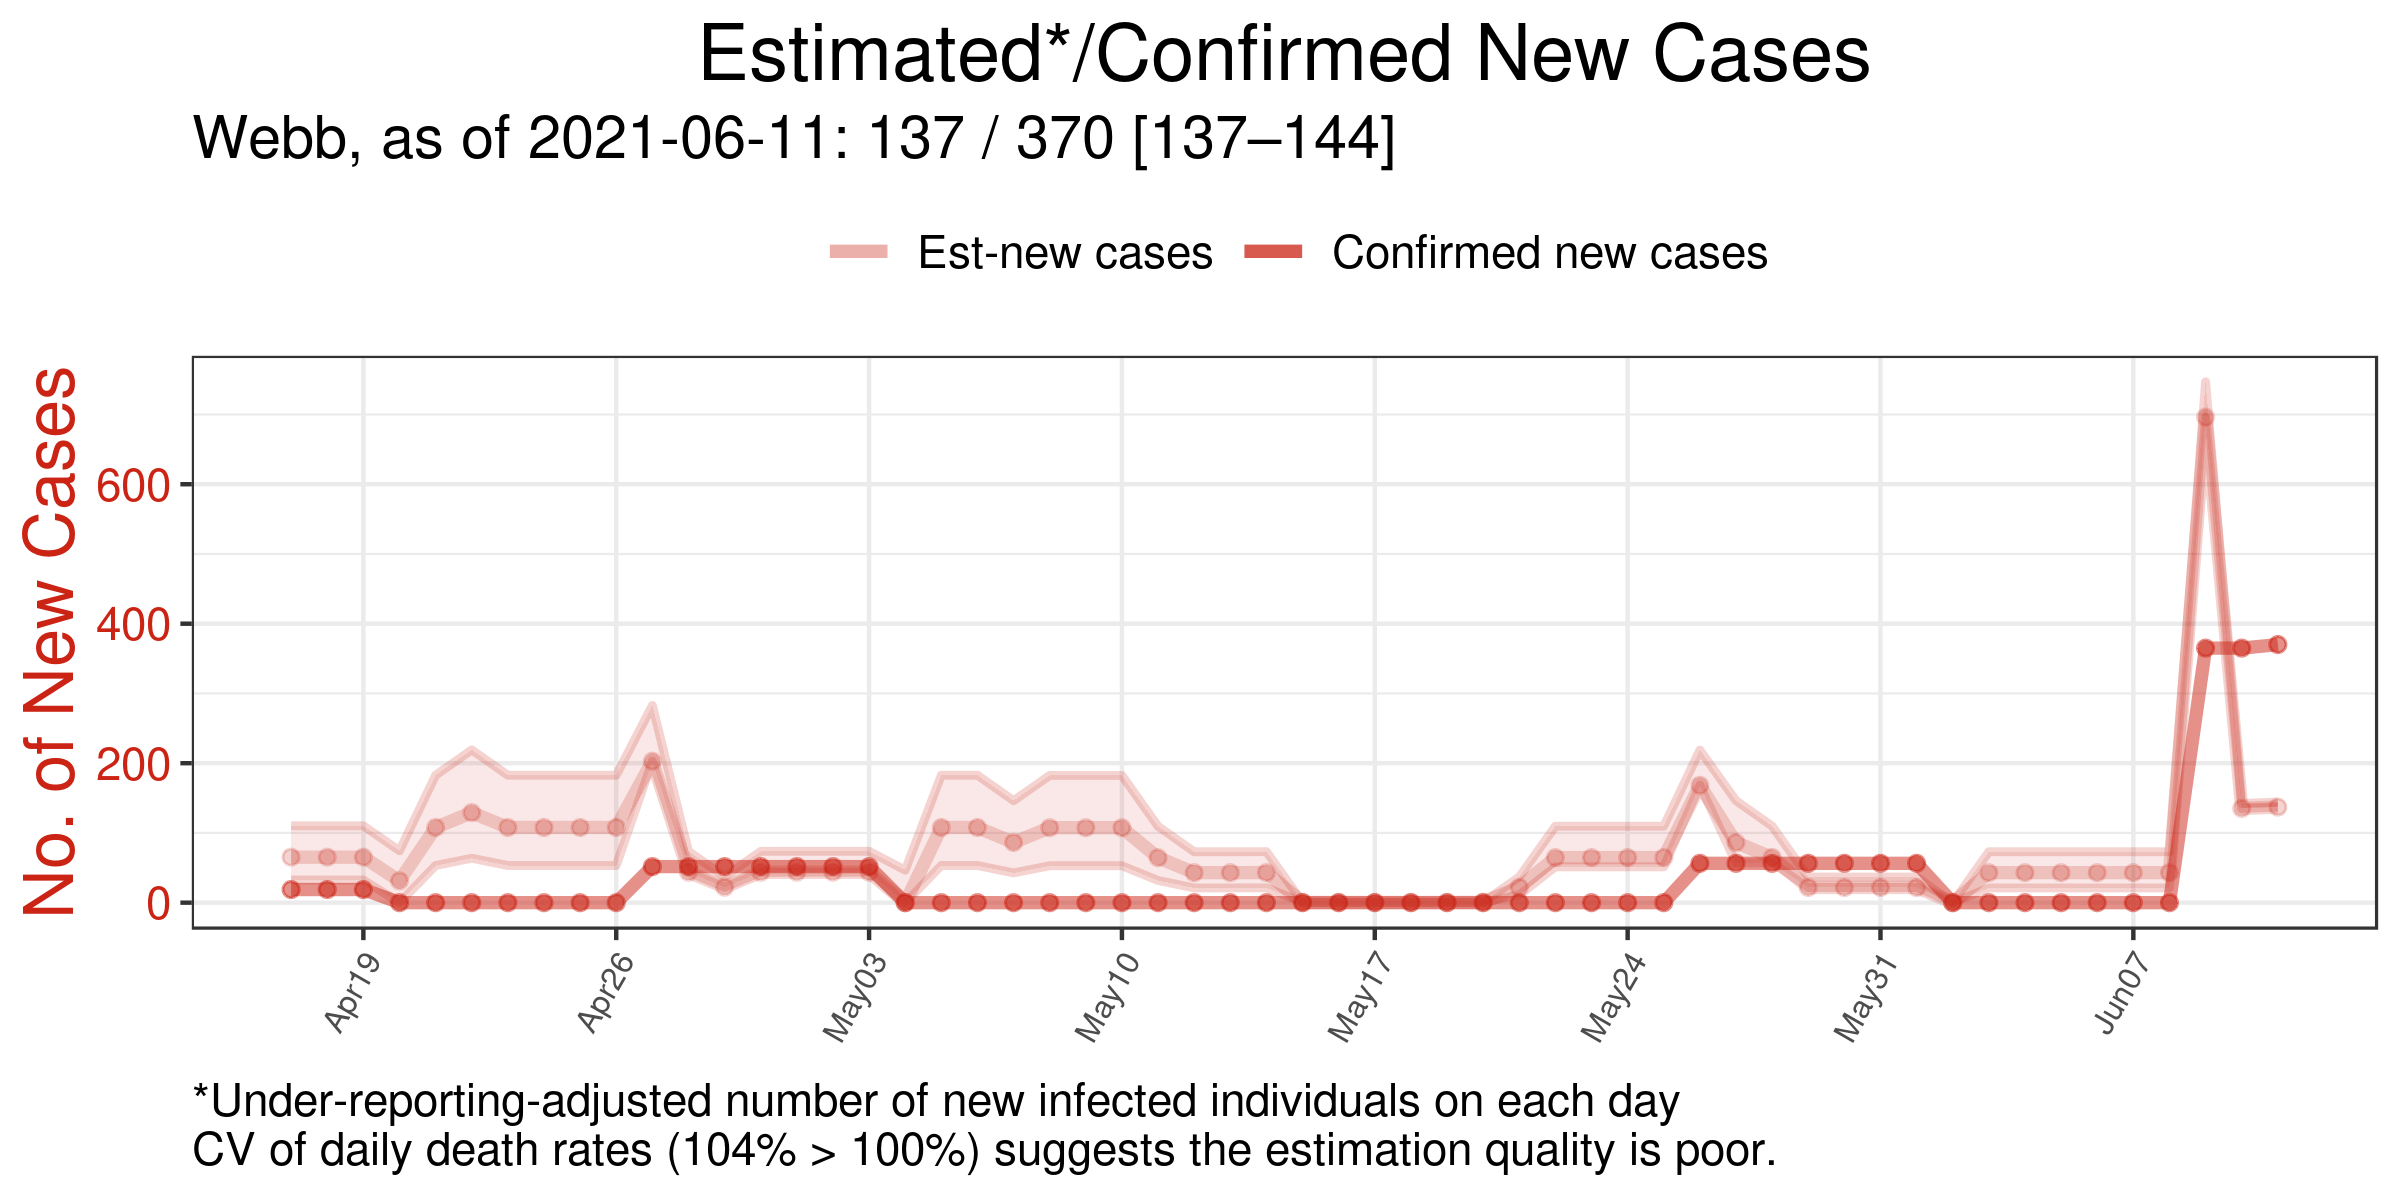 Estimated*/Confirmed New Cases
Webb, as of 2021-06-11: 137 / 370 [137–144]
Est-new cases
Confirmed new cases
No. of New Cases
600
400
200
0
Apr19
Apr26
May03
May10
May17
May24
May31
Jun07
*Under-reporting-adjusted number of new infected individuals on each day
CV of daily death rates (104% > 100%) suggests the estimation quality is poor.